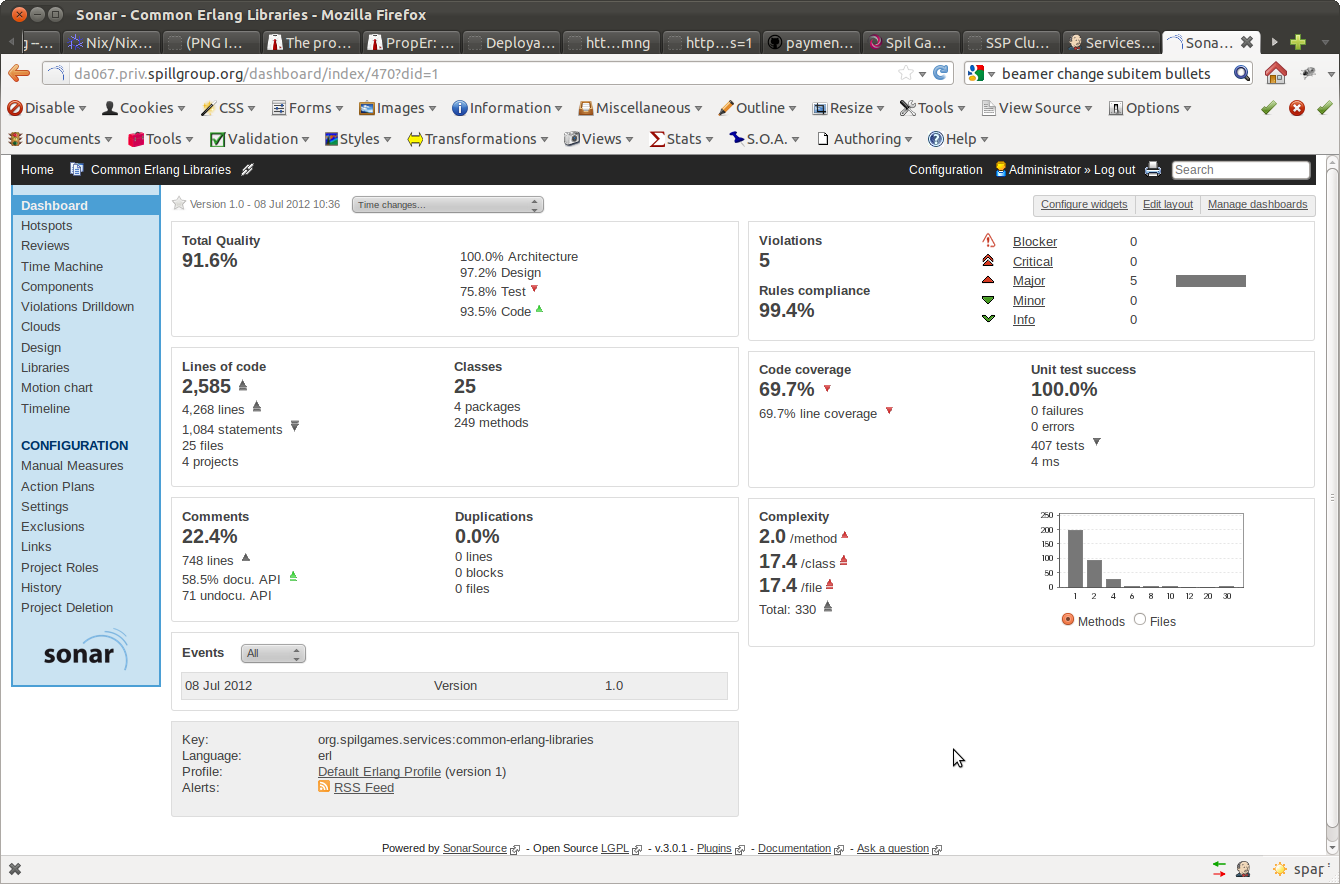 Sonar - Common Erlang Libraries - Mozilla Firefox
Nix/Nix... (PNG I... The pro... PropEr: ... Deploya... htt...mng http...s=1 paymen... Spil Ga... SSP Clu... Services... Sona...
da067.priv.spillgroup.org/dashboard/index/470?did=1 beamer change subitem bullets
Disable Cookies CSS Forms Images Information Miscellaneous Outline Resize Tools View Source Options
Documents Tools Validation Styles Transformations Views Stats S.O.A. Authoring Help
Home Common Erlang Libraries Configuration Administrator » Log out Search
Dashboard
Hotspots
Reviews
Time Machine
Components
Violations Drilldown
Clouds
Design
Libraries
Motion chart
Timeline
CONFIGURATION
Manual Measures
Action Plans
Settings
Exclusions
Links
Project Roles
History
Project Deletion
sonar
Version 1.0 - 08 Jul 2012 10:36 Time changes... Configure widgets Edit layout Manage dashboards
Total Quality
91.6%
100.0% Architecture
97.2% Design
75.8% Test
93.5% Code
Lines of code
2,585
4,268 lines
1,084 statements
25 files
4 projects
Classes
25
4 packages
249 methods
Comments
22.4%
748 lines
58.5% docu. API
71 undocu. API
Duplications
0.0%
0 lines
0 blocks
0 files
Events All
08 Jul 2012 Version 1.0
Key: org.spilgames.services:common-erlang-libraries
Language: erl
Profile: Default Erlang Profile (version 1)
Alerts: RSS Feed
Violations
5
Rules compliance
99.4%
Blocker 0
Critical 0
Major 5
Minor 0
Info 0
Code coverage
69.7%
69.7% line coverage
Unit test success
100.0%
0 failures
0 errors
407 tests
4 ms
Complexity
2.0 /method
17.4 /class
17.4 /file
Total: 330
250
200
150
100
50
0
1 2 4 6 8 10 12 20 30
Methods Files
Powered by SonarSource - Open Source LGPL - v.3.0.1 - Plugins - Documentation - Ask a question